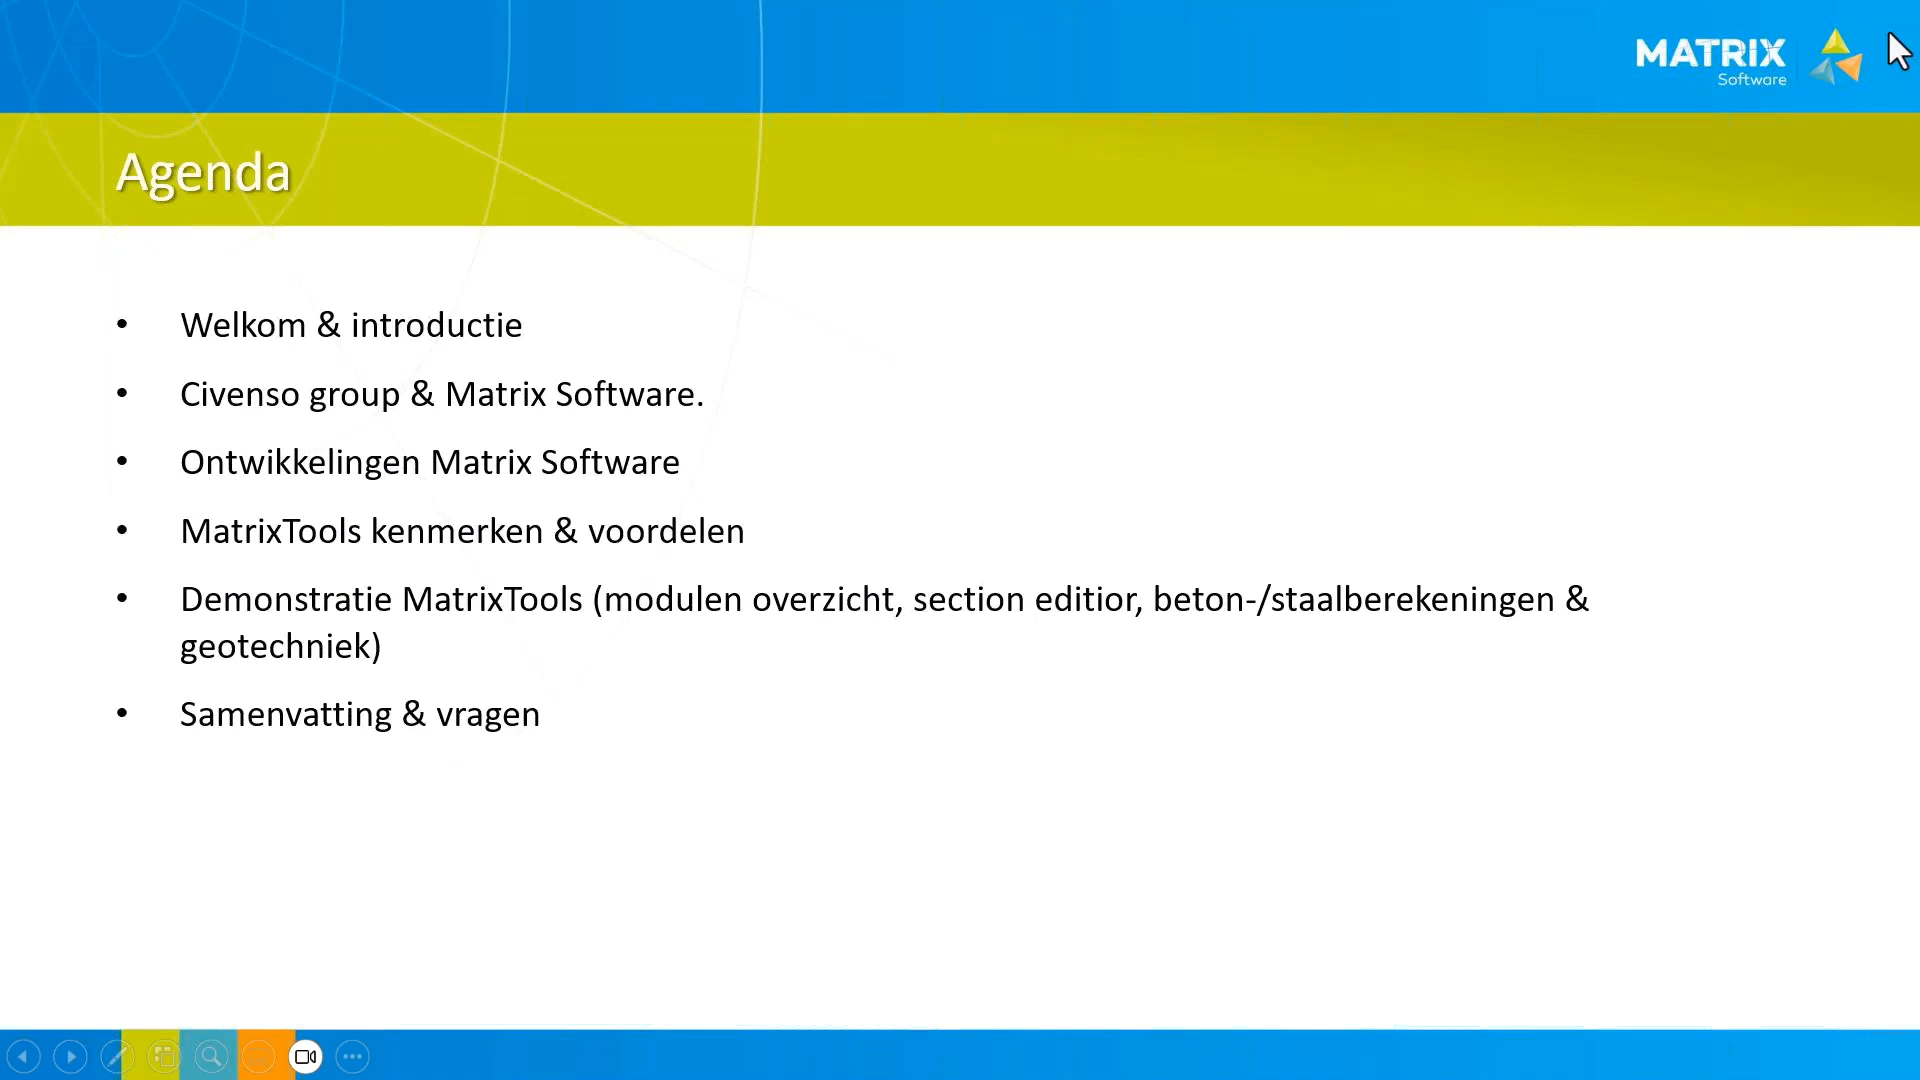 MATRIX
Software
Agenda
• Welkom & introductie
• Civenso group & Matrix Software.
• Ontwikkelingen Matrix Software
• MatrixTools kenmerken & voordelen
• Demonstratie MatrixTools (modulen overzicht, section editior, beton-/staalberekeningen &
geotechniek)
• Samenvatting & vragen